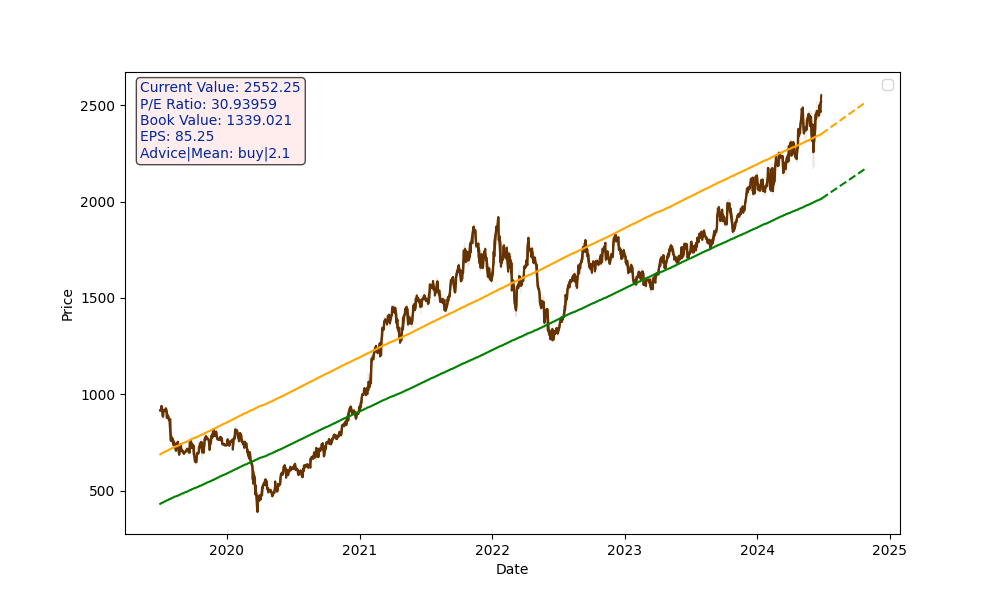 Current Value: 2552.25
P/E Ratio: 30.93959
Book Value: 1339.021
EPS: 85.25
Advice|Mean: buy|2.1
2500
2000
1500
1000
500
Price
2020
2021
2022
2023
2024
2025
Date